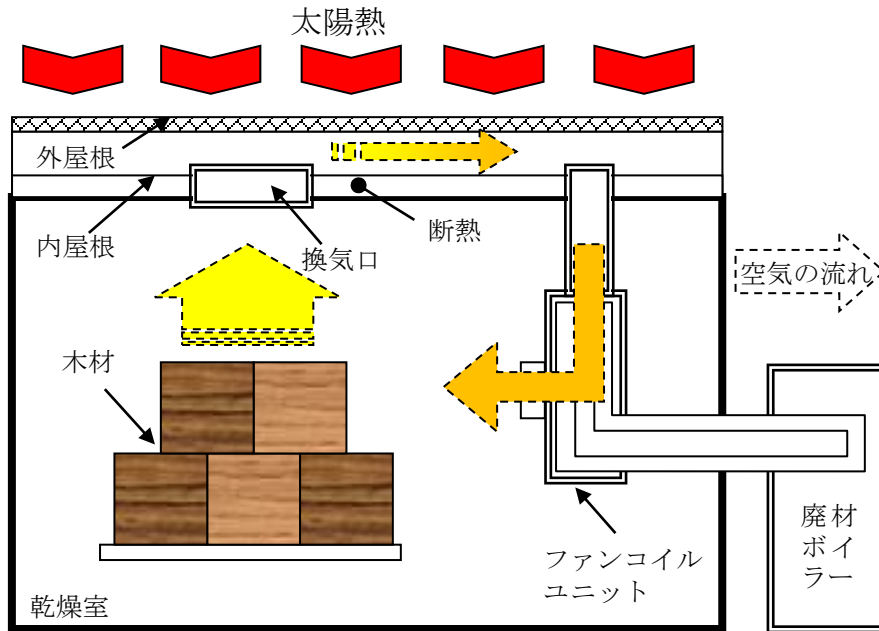 太陽熱
外屋根
内屋根
換気口
断熱
空気の流れ
木材
ファンコイル
ユニット
廃材
ボイ
ラー
乾燥室